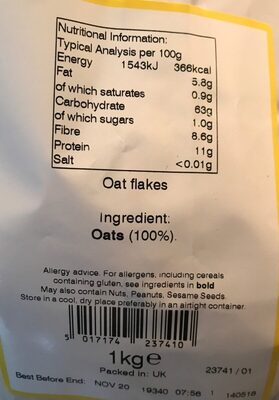 Nutritional Information:
Typical Analysis per 100g
Energy 1543kJ 366kcal
Fat 5.8g
of which saturates 0.9g
Carbohydrate 63g
of which sugars 1.0g
Fibre 8.6g
Protein 11g
Salt <0.01g
Oat flakes
Ingredient:
Oats (100%).
Allergy advice. For allergens, including cereals
containing gluten, see ingredients in bold
May also contain Nuts, Peanuts, Sesame Seeds.
Store in a cool, dry place preferably in an airtight container.
5 017174 237410
1kg℮
Packed in: UK 23741 / 01
Best Before End: NOV 20 19340 07:56 1 140518